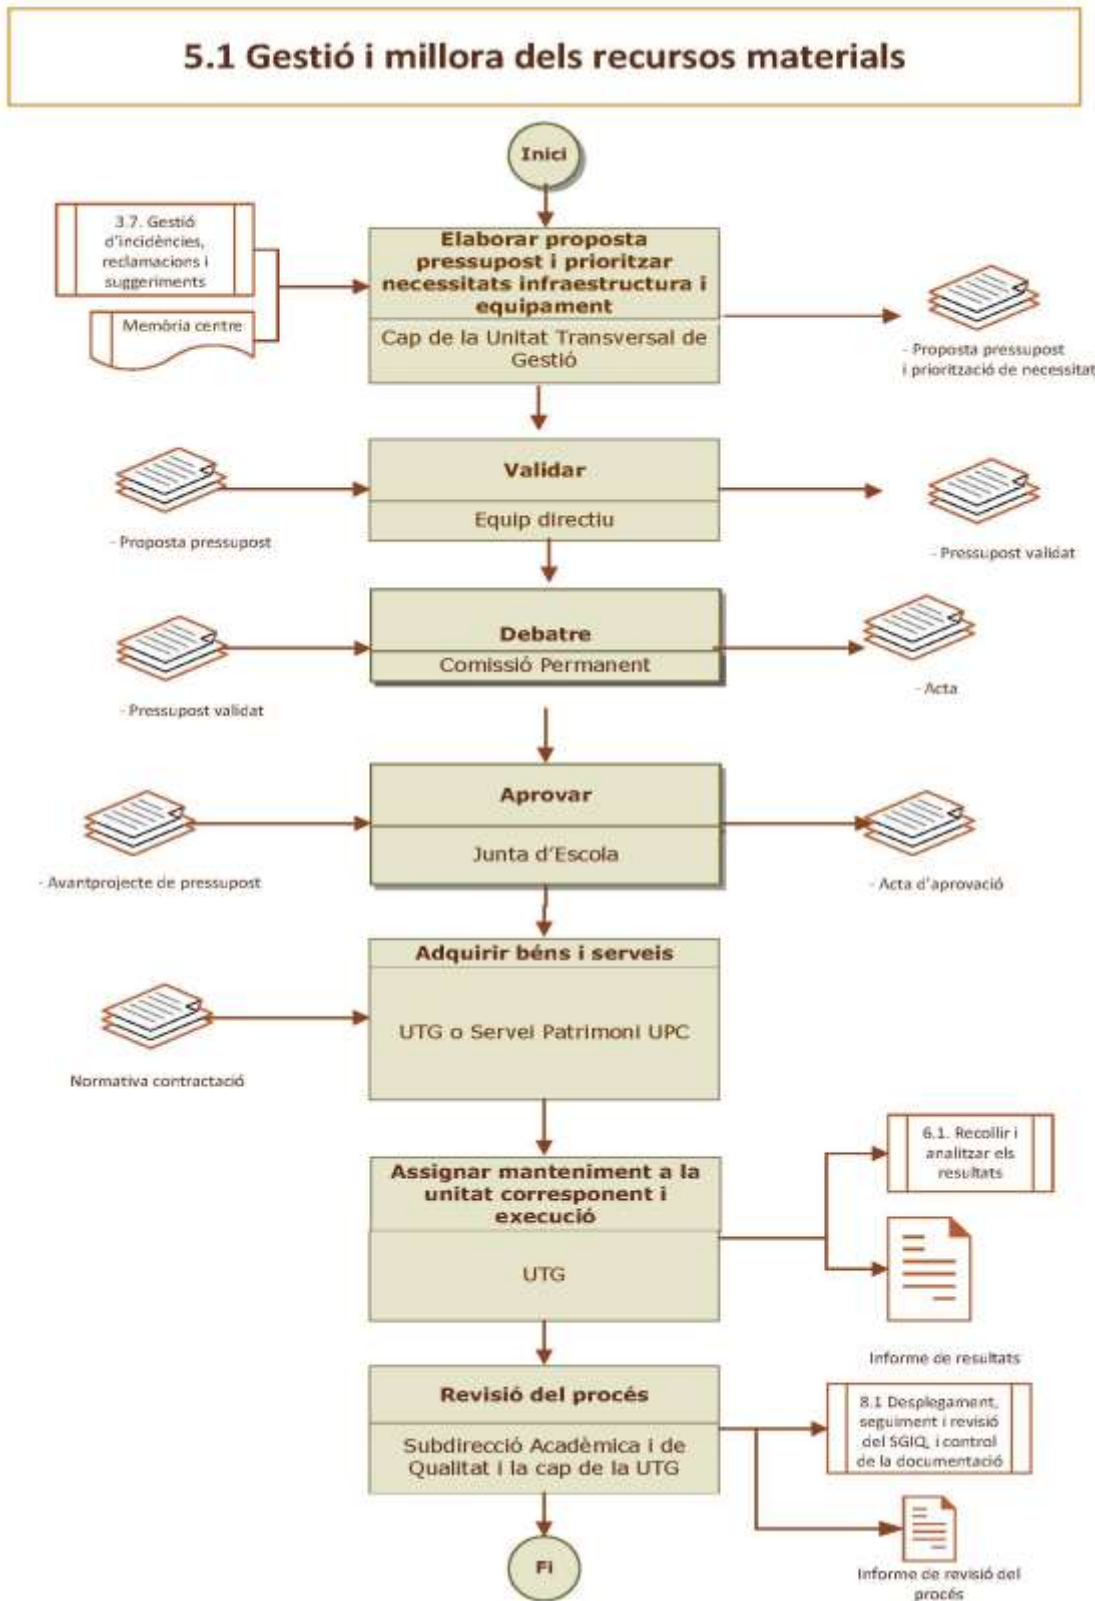 5.1 Gestió i millora dels recursos materials
Inici
3.7. Gestió
d'incidències,
reclamacions i
suggeriments
Memòria centre
Elaborar proposta
pressupost i prioritzar
necessitats infraestructura i
equipament
Cap de la Unitat Transversal de
Gestió
- Proposta pressupost
i priorització de necessitat
- Proposta pressupost
Validar
Equip directiu
- Pressupost validat
- Pressupost validat
Debatre
Comissió Permanent
- Acta
- Avantprojecte de pressupost
Aprovar
Junta d'Escola
- Acta d'aprovació
Normativa contractació
Adquirir béns i serveis
UTG o Servei Patrimoni UPC
Assignar manteniment a la
unitat corresponent i
execució
UTG
6.1. Recollir i
analitzar els
resultats
Informe de resultats
Revisió del procés
Subdirecció Acadèmica i de
Qualitat i la cap de la UTG
8.1 Desplegament,
seguiment i revisió
del SGIQ, i control
de la documentació
Informe de revisió del
procés
Fi